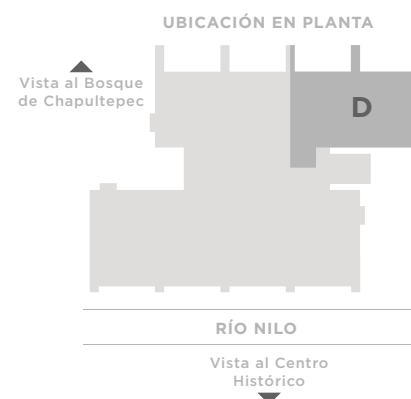 UBICACIÓN EN PLANTA
Vista al Bosque
de Chapultepec
D
RÍO NILO
Vista al Centro
Histórico